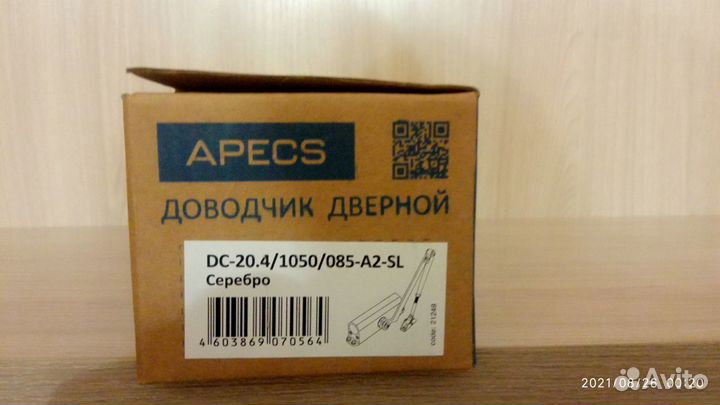 APECS
ДОВОДЧИК ДВЕРНОЙ
DC-20.4/1050/085-A2-SL
Серебро
4 603869 070564
code: 21248
2021/06/26 00:20
Avito